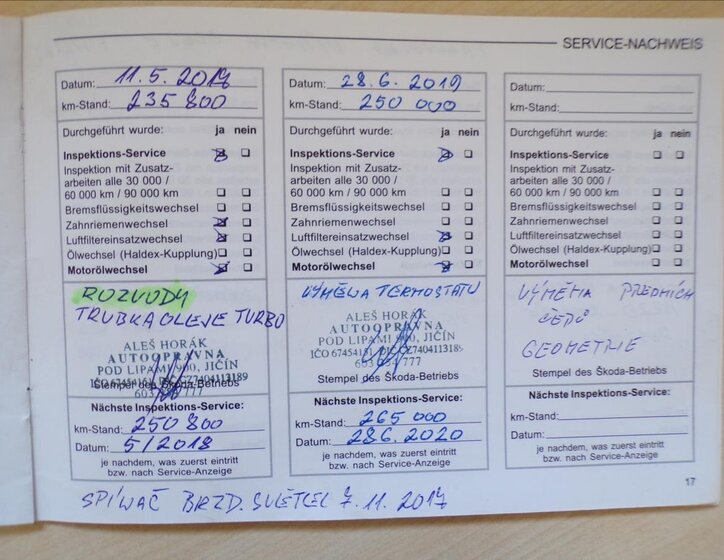 SERVICE-NACHWEIS
Datum: 11.5.2017
km-Stand: 235 800
Durchgeführt wurde: ja nein
Inspektions-Service
Inspektion mit Zusatz-
arbeiten alle 30 000 /
60 000 km / 90 000 km
Bremsflüssigkeitswechsel
Zahnriemenwechsel
Luftfiltereinsatzwechsel
Ölwechsel (Haldex-Kupplung)
Motorölwechsel
ROZVODY
TRUBKA OLEJE TURBO
ALEŠ HORÁK
AUTOOPRAVNA
POD LIPAMI 900, JIČÍN
Stempel des Škoda-Betriebs
Nächste Inspektions-Service:
km-Stand: 250 800
Datum: 5/2018
je nachdem, was zuerst eintritt
bzw. nach Service-Anzeige
Datum: 28.6.2019
km-Stand: 250 000
Durchgeführt wurde: ja nein
Inspektions-Service
Inspektion mit Zusatz-
arbeiten alle 30 000 /
60 000 km / 90 000 km
Bremsflüssigkeitswechsel
Zahnriemenwechsel
Luftfiltereinsatzwechsel
Ölwechsel (Haldex-Kupplung)
Motorölwechsel
VÝMĚNA TERMOSTATU
ALEŠ HORÁK
AUTOOPRAVNA
POD LIPAMI 900, JIČÍN
Stempel des Škoda-Betriebs
Nächste Inspektions-Service:
km-Stand: 265 000
Datum: 28.6.2020
je nachdem, was zuerst eintritt
bzw. nach Service-Anzeige
Datum:
km-Stand:
Durchgeführt wurde: ja nein
Inspektions-Service
Inspektion mit Zusatz-
arbeiten alle 30 000 /
60 000 km / 90 000 km
Bremsflüssigkeitswechsel
Zahnriemenwechsel
Luftfiltereinsatzwechsel
Ölwechsel (Haldex-Kupplung)
Motorölwechsel
VÝMĚNA PŘEDNÍCH
ČEPŮ
GEOMETRIE
Stempel des Škoda-Betriebs
Nächste Inspektions-Service:
km-Stand:
Datum:
je nachdem, was zuerst eintritt
bzw. nach Service-Anzeige
17
SPÍNAČ BRZD. SVĚTEL 7.11.2017